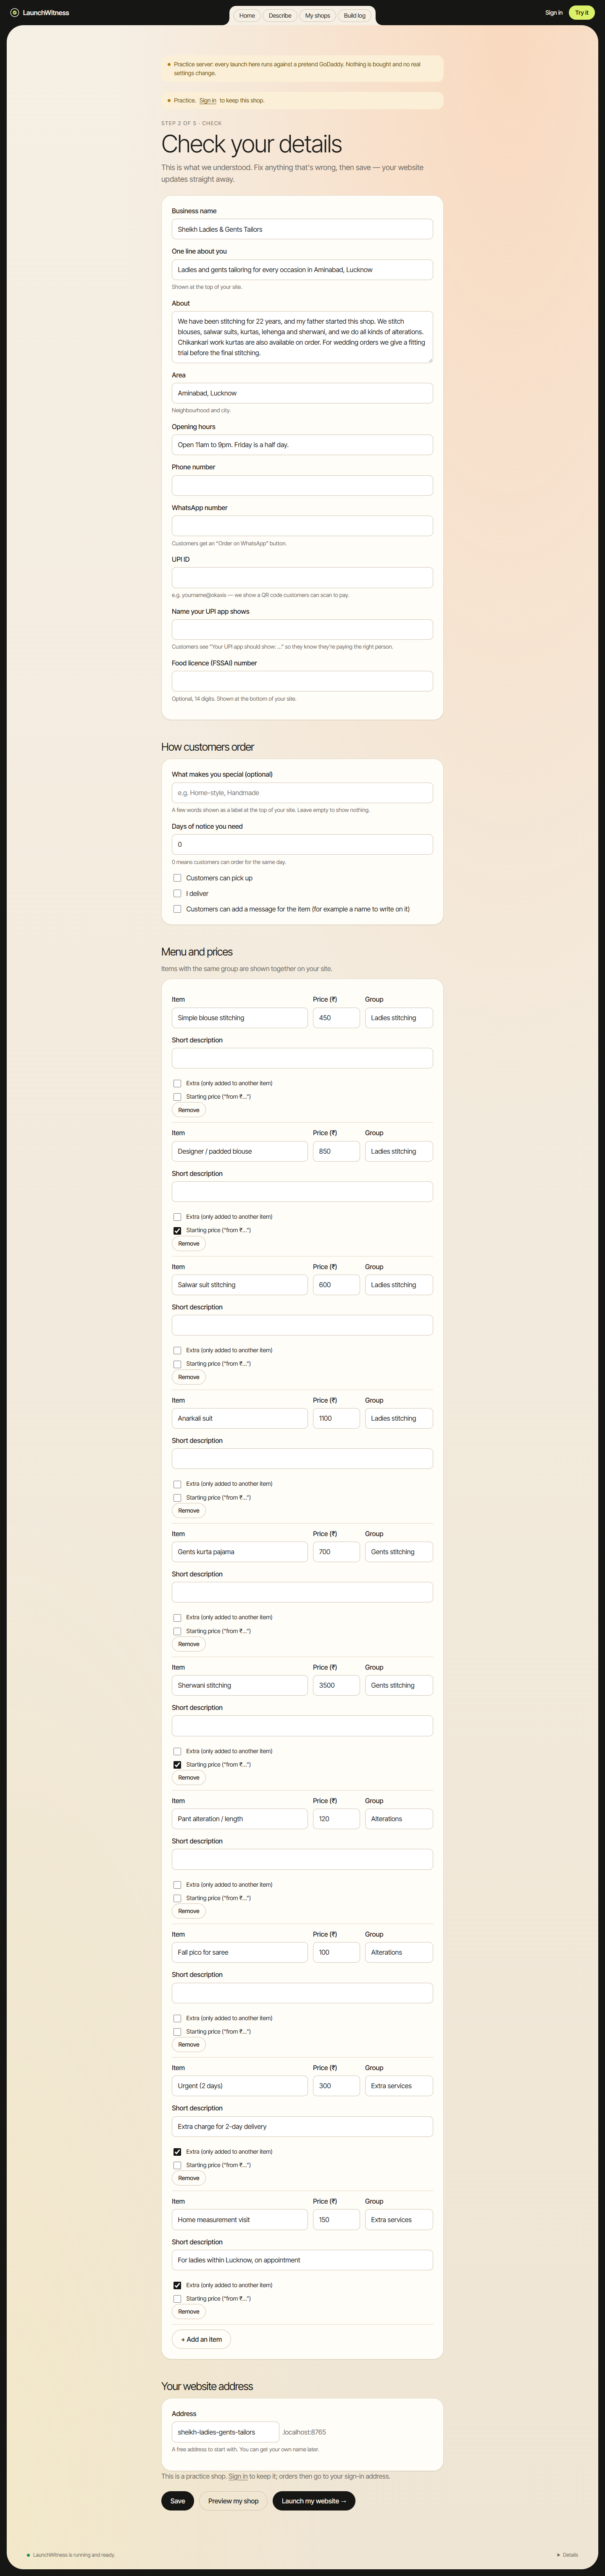 LaunchWitness
Home
Describe
My shops
Build log
Sign in
Try it
Practice server: every launch here runs against a pretend GoDaddy. Nothing is bought and no real
settings change.
Practice. Sign in to keep this shop.
STEP 2 OF 5 · CHECK
Check your details
This is what we understood. Fix anything that's wrong, then save — your website
updates straight away.
Business name
Sheikh Ladies & Gents Tailors
One line about you
Ladies and gents tailoring for every occasion in Aminabad, Lucknow
Shown at the top of your site.
About
We have been stitching for 22 years, and my father started this shop. We stitch
blouses, salwar suits, kurtas, lehenga and sherwani, and we do all kinds of alterations.
Chikankari work kurtas are also available on order. For wedding orders we give a fitting
trial before the final stitching.
Area
Aminabad, Lucknow
Neighbourhood and city.
Opening hours
Open 11am to 9pm. Friday is a half day.
Phone number
WhatsApp number
Customers get an "Order on WhatsApp" button.
UPI ID
e.g. yourname@okaxis — we show a QR code customers can scan to pay.
Name your UPI app shows
Customers see "Your UPI app should show: …" so they know they're paying the right person.
Food licence (FSSAI) number
Optional, 14 digits. Shown at the bottom of your site.
How customers order
What makes you special (optional)
e.g. Home-style, Handmade
A few words shown as a label at the top of your site. Leave empty to show nothing.
Days of notice you need
0
0 means customers can order for the same day.
Customers can pick up
I deliver
Customers can add a message for the item (for example a name to write on it)
Menu and prices
Items with the same group are shown together on your site.
Item Price (₹) Group
Simple blouse stitching 450 Ladies stitching
Short description
Extra (only added to another item)
Starting price ("from ₹…")
Remove
Item Price (₹) Group
Designer / padded blouse 850 Ladies stitching
Short description
Extra (only added to another item)
Starting price ("from ₹…")
Remove
Item Price (₹) Group
Salwar suit stitching 600 Ladies stitching
Short description
Extra (only added to another item)
Starting price ("from ₹…")
Remove
Item Price (₹) Group
Anarkali suit 1100 Ladies stitching
Short description
Extra (only added to another item)
Starting price ("from ₹…")
Remove
Item Price (₹) Group
Gents kurta pajama 700 Gents stitching
Short description
Extra (only added to another item)
Starting price ("from ₹…")
Remove
Item Price (₹) Group
Sherwani stitching 3500 Gents stitching
Short description
Extra (only added to another item)
Starting price ("from ₹…")
Remove
Item Price (₹) Group
Pant alteration / length 120 Alterations
Short description
Extra (only added to another item)
Starting price ("from ₹…")
Remove
Item Price (₹) Group
Fall pico for saree 100 Alterations
Short description
Extra (only added to another item)
Starting price ("from ₹…")
Remove
Item Price (₹) Group
Urgent (2 days) 300 Extra services
Short description
Extra charge for 2-day delivery
Extra (only added to another item)
Starting price ("from ₹…")
Remove
Item Price (₹) Group
Home measurement visit 150 Extra services
Short description
For ladies within Lucknow, on appointment
Extra (only added to another item)
Starting price ("from ₹…")
Remove
+ Add an item
Your website address
Address
sheikh-ladies-gents-tailors .localhost:8765
A free address to start with. You can get your own name later.
This is a practice shop. Sign in to keep it; orders then go to your sign-in address.
Save
Preview my shop
Launch my website →
LaunchWitness is running and ready.
Details